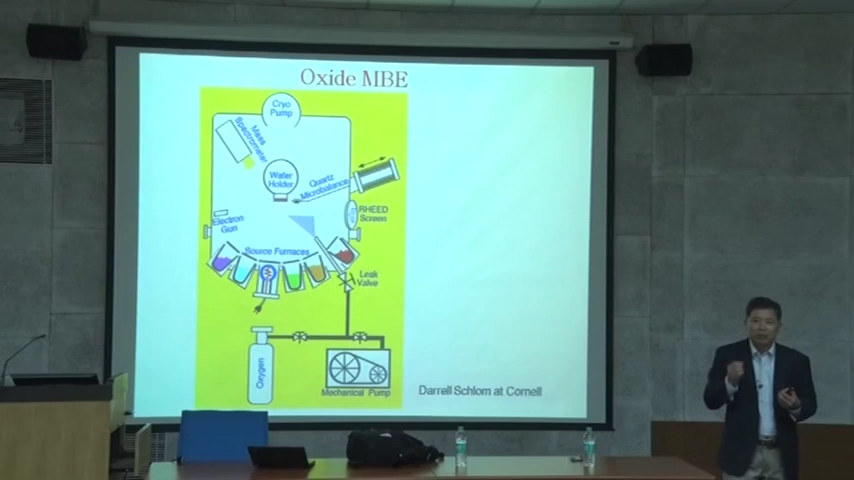 Oxide MBE
Cryo
Pump
Mass
Spectrometer
Wafer
Holder
Quartz
Microbalance
RHEED
Screen
Electron
Gun
Source Furnaces
Leak
Valve
Oxygen
Mechanical Pump
Darrell Schlom at Cornell